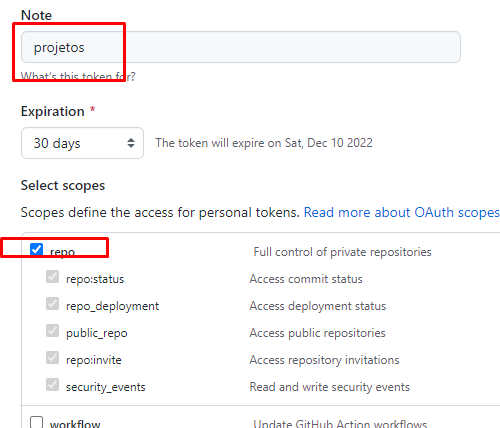 Note
projetos
What's this token for?
Expiration *
30 days The token will expire on Sat, Dec 10 2022
Select scopes
Scopes define the access for personal tokens. Read more about OAuth scopes
repo Full control of private repositories
repo:status Access commit status
repo_deployment Access deployment status
public_repo Access public repositories
repo:invite Access repository invitations
security_events Read and write security events
workflow Update GitHub Action workflows